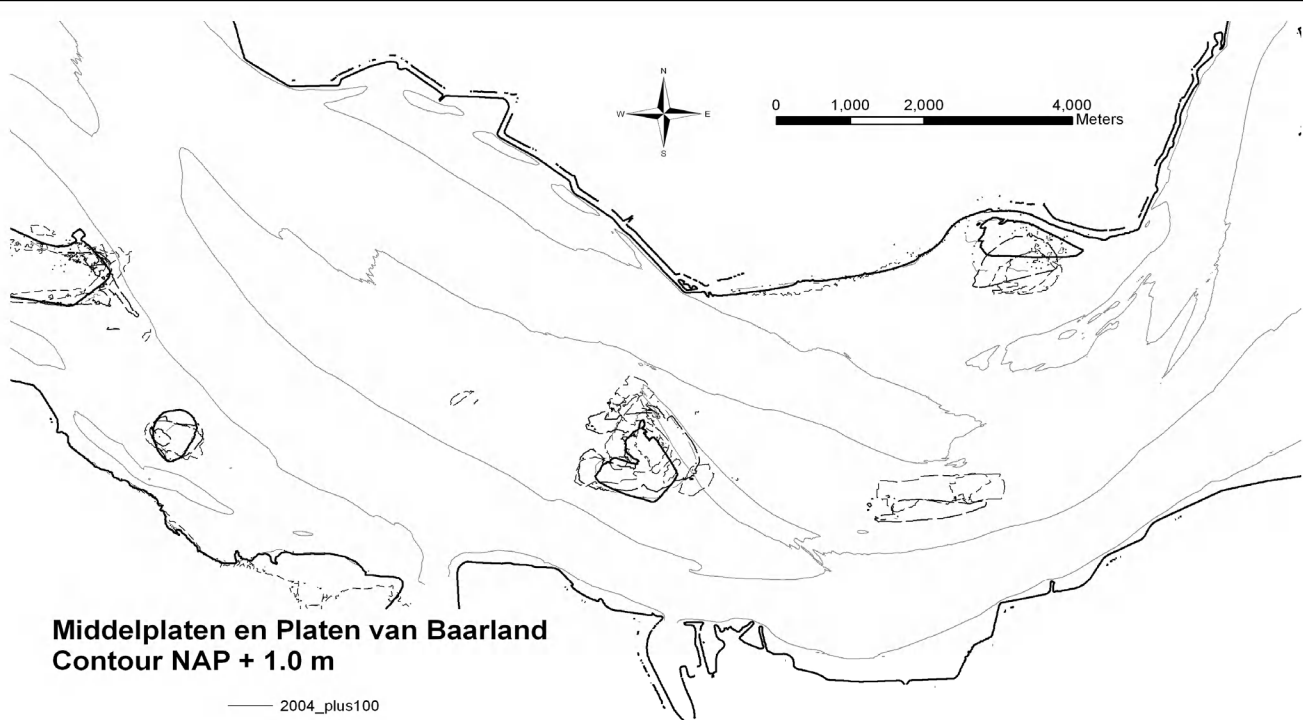 N
W E
S
0 1,000 2,000 4,000
Meters
Middelplaten en Platen van Baarland
Contour NAP + 1.0 m
2004_plus100